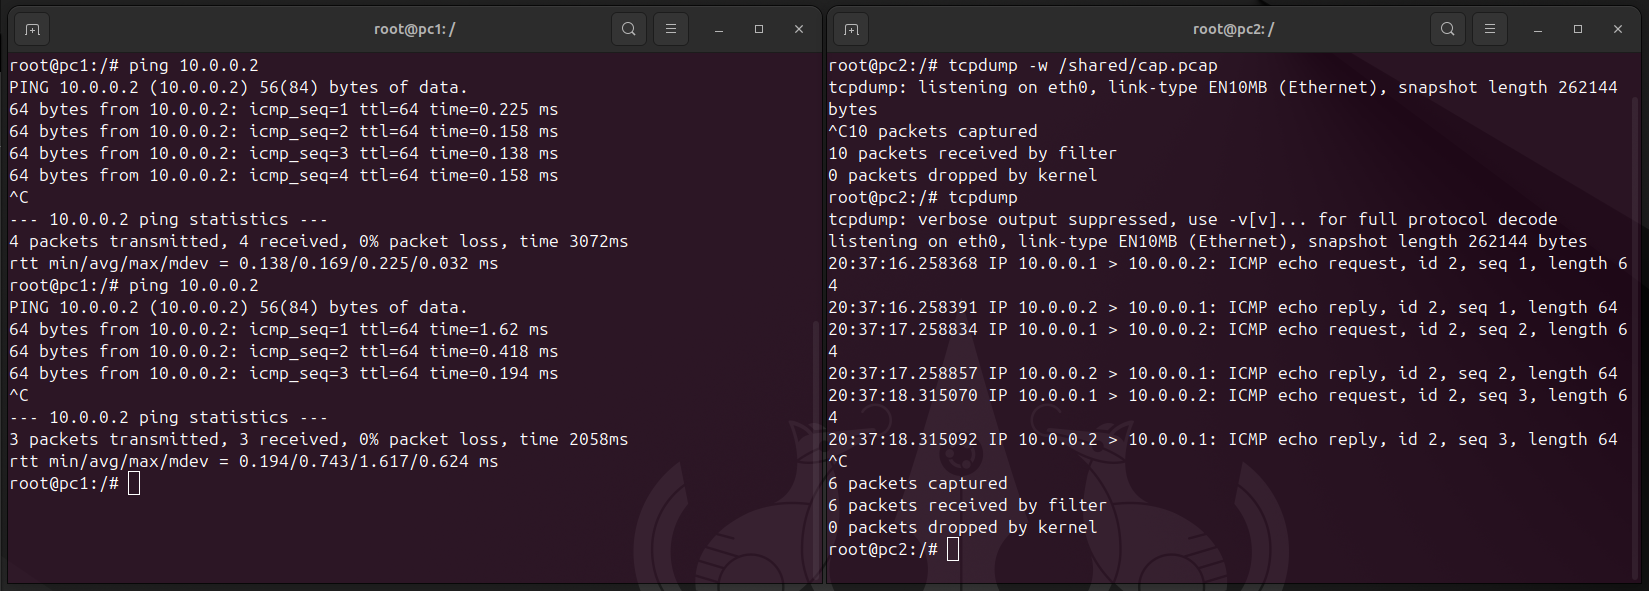 root@pc1: /
root@pc1:/# ping 10.0.0.2
PING 10.0.0.2 (10.0.0.2) 56(84) bytes of data.
64 bytes from 10.0.0.2: icmp_seq=1 ttl=64 time=0.225 ms
64 bytes from 10.0.0.2: icmp_seq=2 ttl=64 time=0.158 ms
64 bytes from 10.0.0.2: icmp_seq=3 ttl=64 time=0.138 ms
64 bytes from 10.0.0.2: icmp_seq=4 ttl=64 time=0.158 ms
^C
--- 10.0.0.2 ping statistics ---
4 packets transmitted, 4 received, 0% packet loss, time 3072ms
rtt min/avg/max/mdev = 0.138/0.169/0.225/0.032 ms
root@pc1:/# ping 10.0.0.2
PING 10.0.0.2 (10.0.0.2) 56(84) bytes of data.
64 bytes from 10.0.0.2: icmp_seq=1 ttl=64 time=1.62 ms
64 bytes from 10.0.0.2: icmp_seq=2 ttl=64 time=0.418 ms
64 bytes from 10.0.0.2: icmp_seq=3 ttl=64 time=0.194 ms
^C
--- 10.0.0.2 ping statistics ---
3 packets transmitted, 3 received, 0% packet loss, time 2058ms
rtt min/avg/max/mdev = 0.194/0.743/1.617/0.624 ms
root@pc1:/#
root@pc2: /
root@pc2:/# tcpdump -w /shared/cap.pcap
tcpdump: listening on eth0, link-type EN10MB (Ethernet), snapshot length 262144
bytes
^C10 packets captured
10 packets received by filter
0 packets dropped by kernel
root@pc2:/# tcpdump
tcpdump: verbose output suppressed, use -v[v]... for full protocol decode
listening on eth0, link-type EN10MB (Ethernet), snapshot length 262144 bytes
20:37:16.258368 IP 10.0.0.1 > 10.0.0.2: ICMP echo request, id 2, seq 1, length 6
4
20:37:16.258391 IP 10.0.0.2 > 10.0.0.1: ICMP echo reply, id 2, seq 1, length 64
20:37:17.258834 IP 10.0.0.1 > 10.0.0.2: ICMP echo request, id 2, seq 2, length 6
4
20:37:17.258857 IP 10.0.0.2 > 10.0.0.1: ICMP echo reply, id 2, seq 2, length 64
20:37:18.315070 IP 10.0.0.1 > 10.0.0.2: ICMP echo request, id 2, seq 3, length 6
4
20:37:18.315092 IP 10.0.0.2 > 10.0.0.1: ICMP echo reply, id 2, seq 3, length 64
^C
6 packets captured
6 packets received by filter
0 packets dropped by kernel
root@pc2:/#